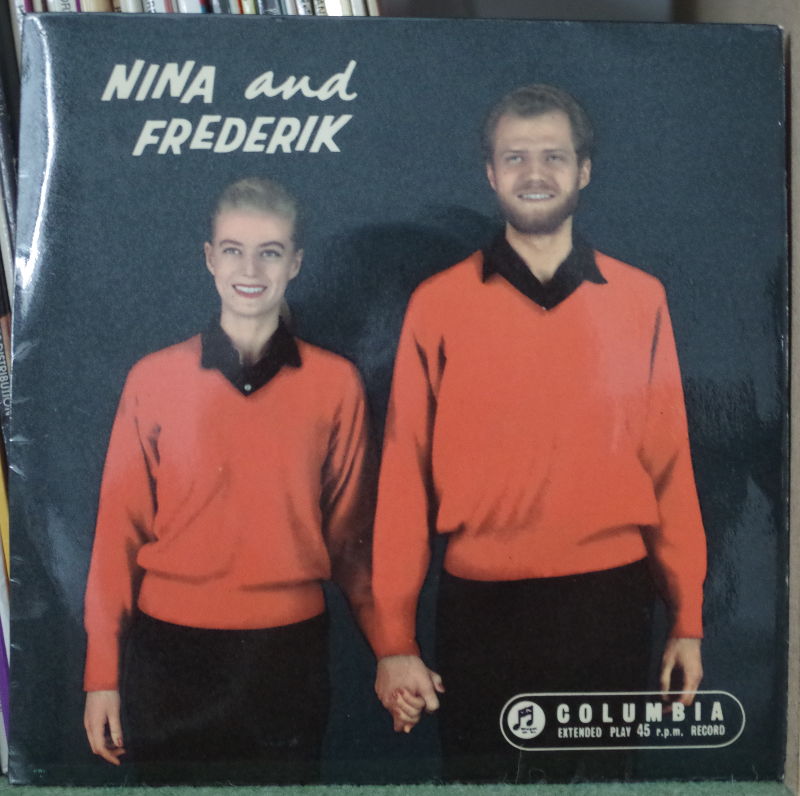 NINA and
FREDERIK
COLUMBIA
EXTENDED PLAY 45 r.p.m. RECORD